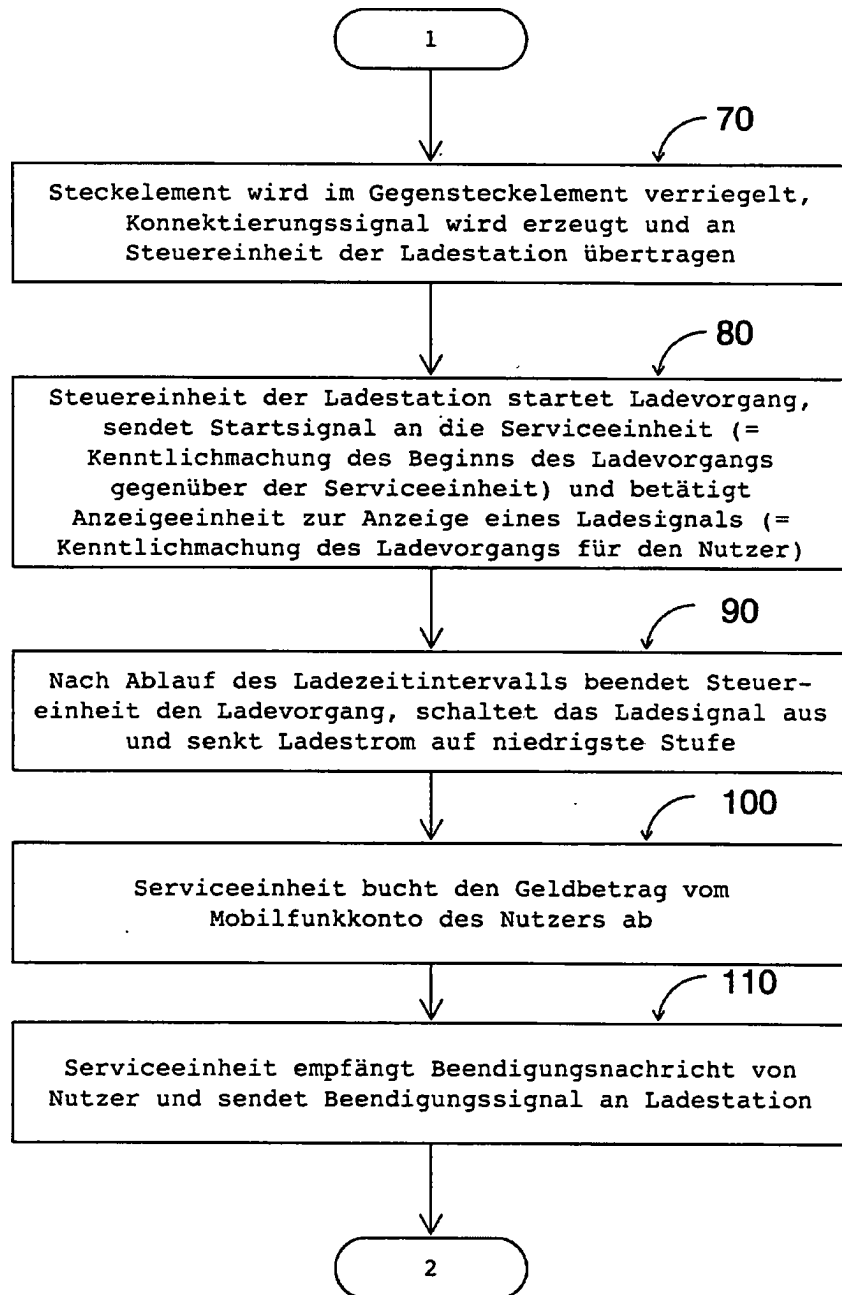 1
70
Steckelement wird im Gegensteckelement verriegelt,
Konnektierungssignal wird erzeugt und an
Steuereinheit der Ladestation übertragen
80
Steuereinheit der Ladestation startet Ladevorgang,
sendet Startsignal an die Serviceeinheit (=
Kenntlichmachung des Beginns des Ladevorgangs
gegenüber der Serviceeinheit) und betätigt
Anzeigeeinheit zur Anzeige eines Ladesignals (=
Kenntlichmachung des Ladevorgangs für den Nutzer)
90
Nach Ablauf des Ladezeitintervalls beendet Steuer-
einheit den Ladevorgang, schaltet das Ladesignal aus
und senkt Ladestrom auf niedrigste Stufe
100
Serviceeinheit bucht den Geldbetrag vom
Mobilfunkkonto des Nutzers ab
110
Serviceeinheit empfängt Beendigungsnachricht von
Nutzer und sendet Beendigungssignal an Ladestation
2